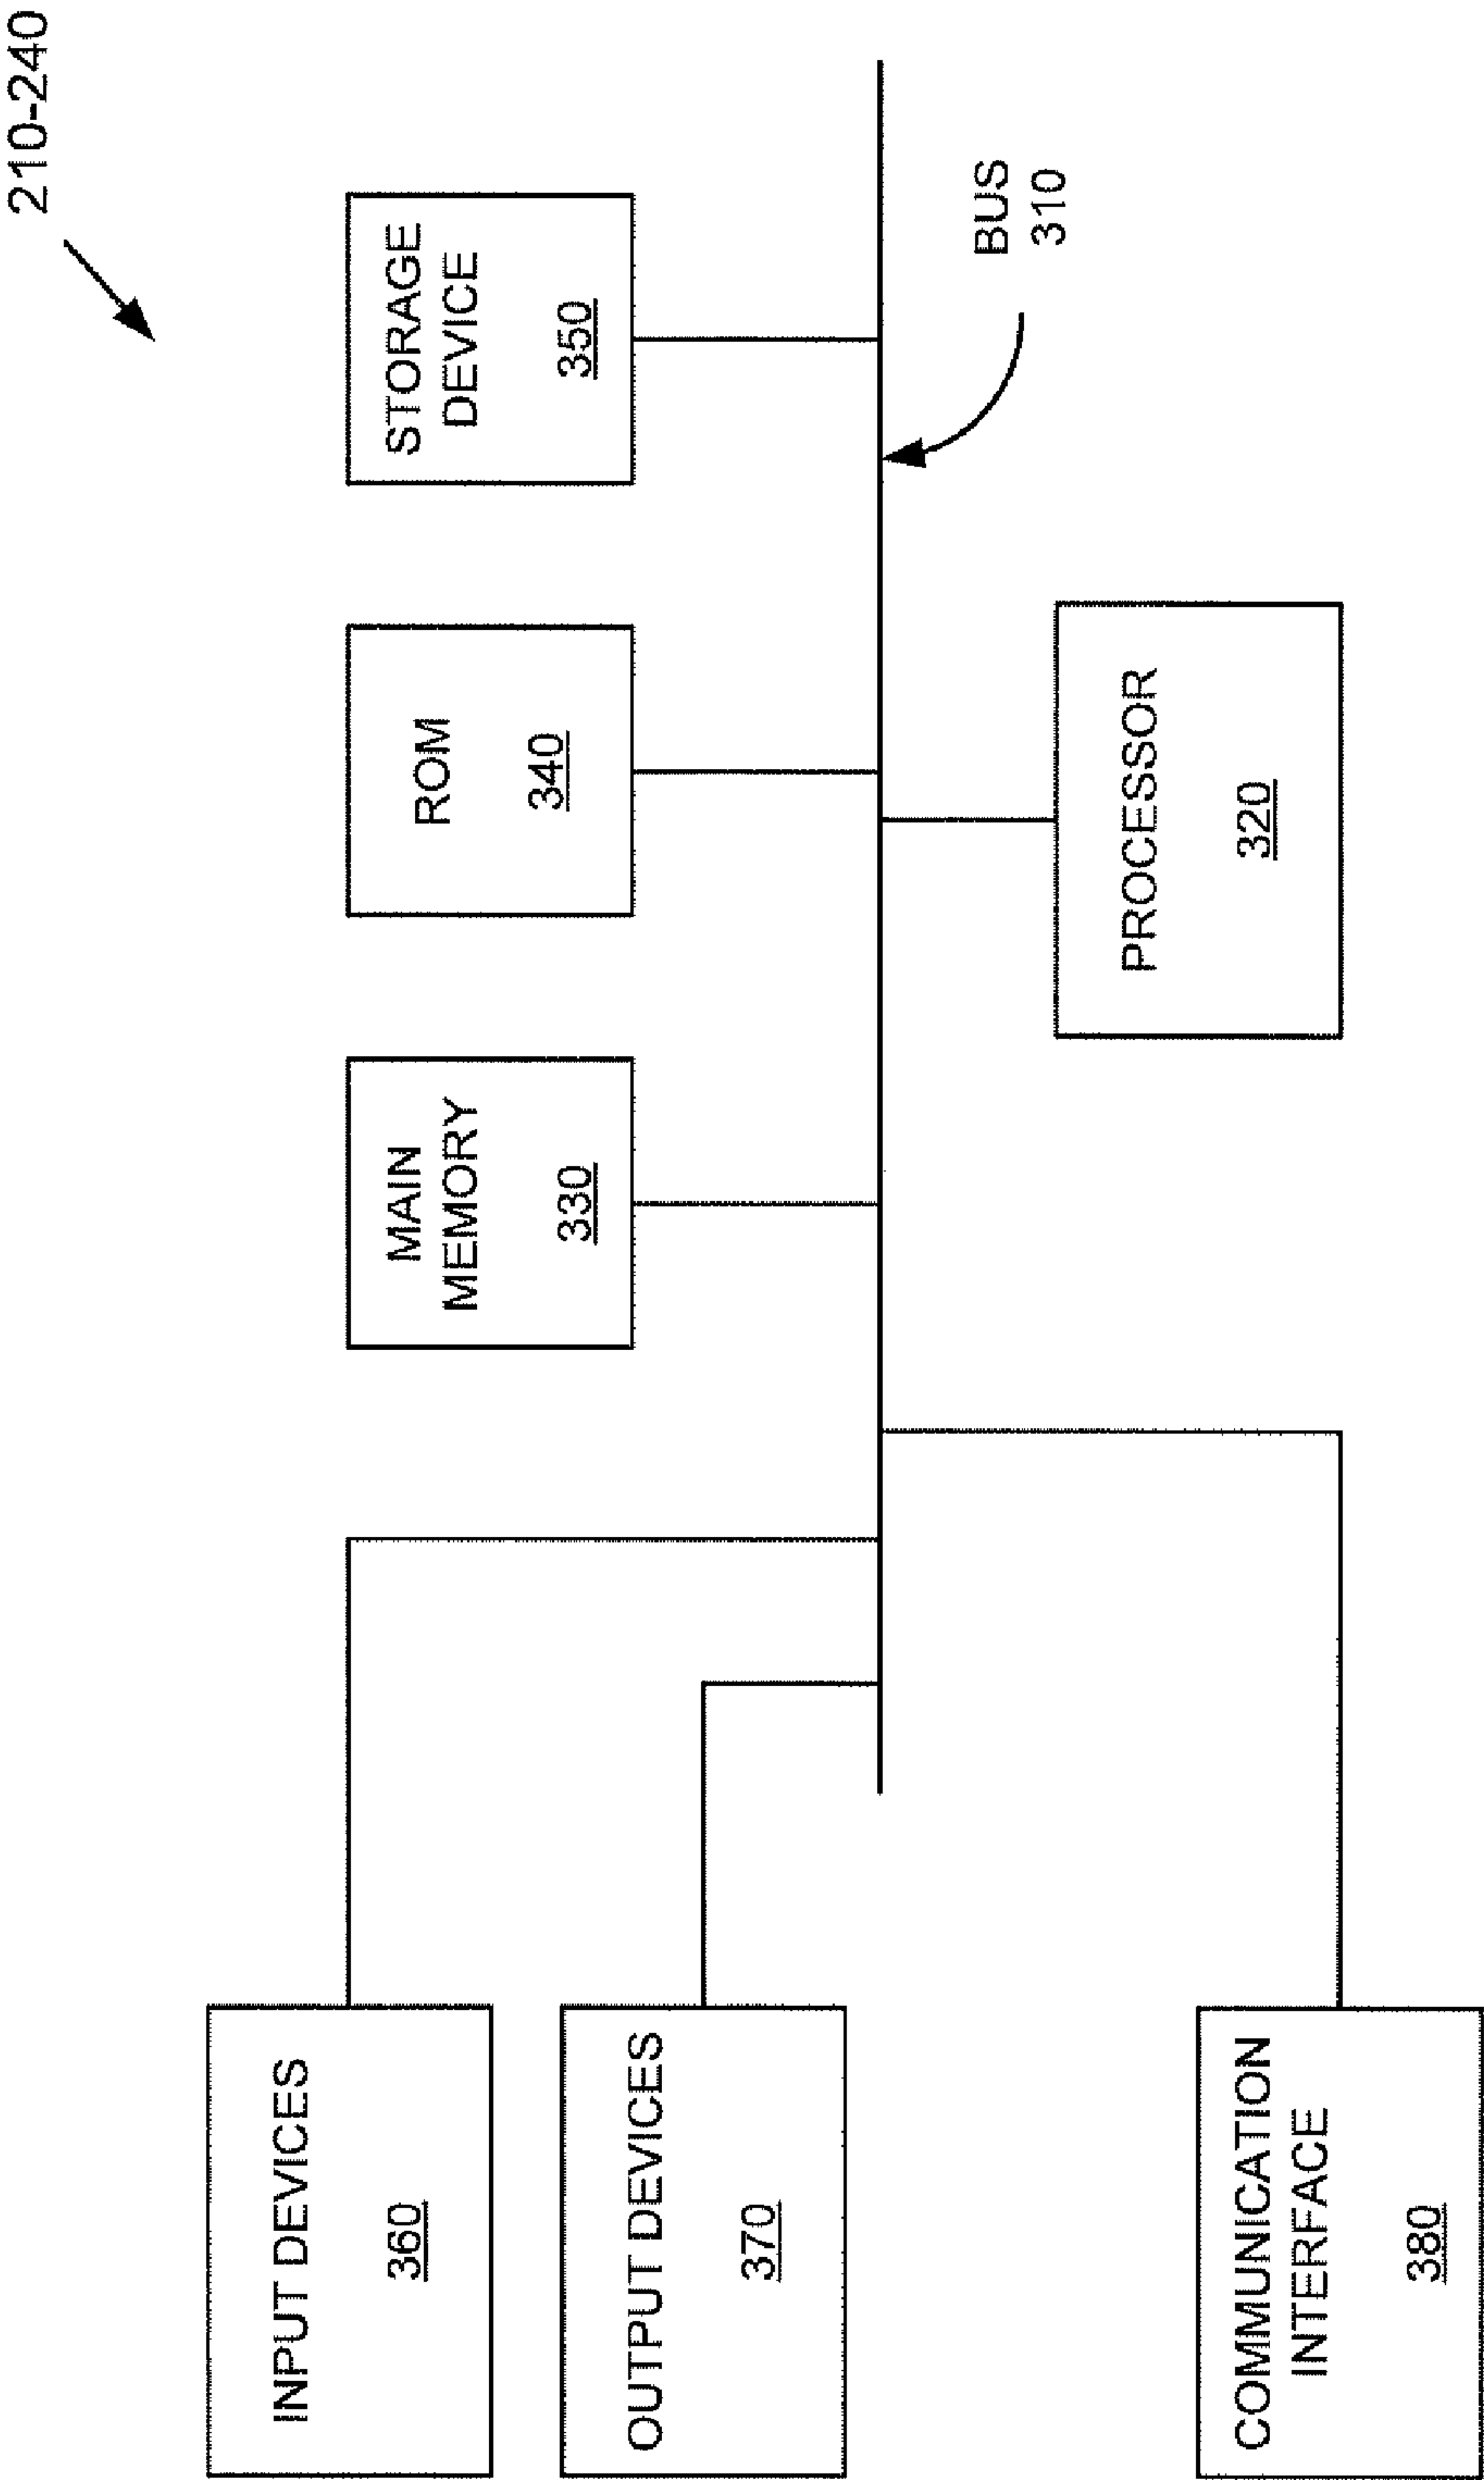 210-240
MAIN
MEMORY
330
ROM
340
STORAGE
DEVICE
350
INPUT DEVICES
360
OUTPUT DEVICES
370
BUS
310
PROCESSOR
320
COMMUNICATION
INTERFACE
380